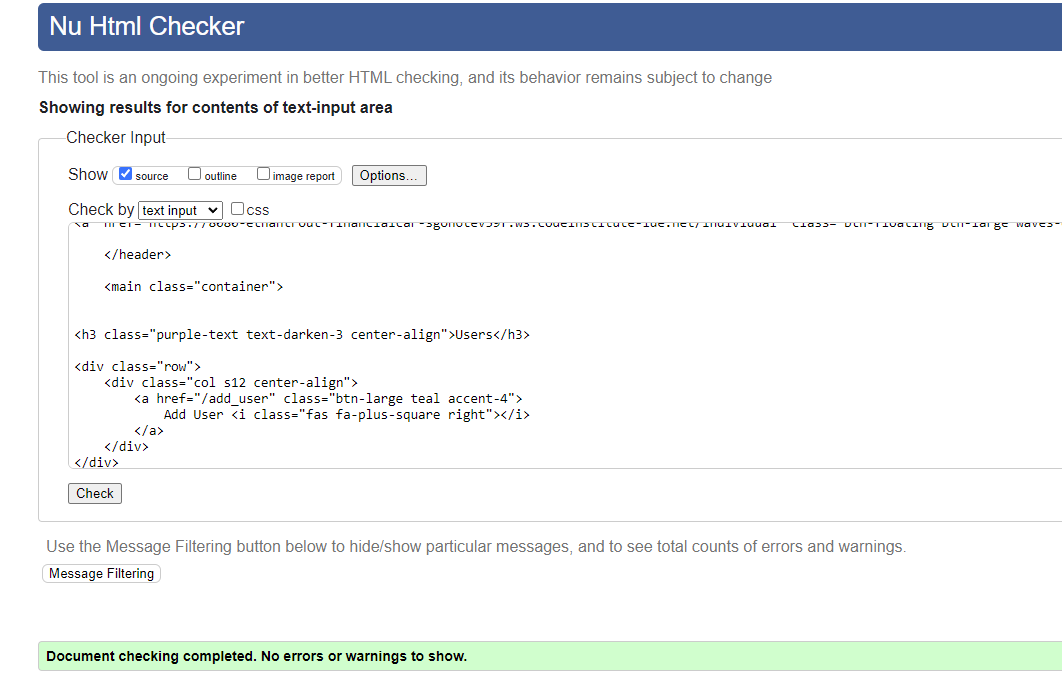 Nu Html Checker
This tool is an ongoing experiment in better HTML checking, and its behavior remains subject to change
Showing results for contents of text-input area
Checker Input
Show source outline image report Options...
Check by text input css
</header>
<main class="container">
<h3 class="purple-text text-darken-3 center-align">Users</h3>
<div class="row">
<div class="col s12 center-align">
<a href="/add_user" class="btn-large teal accent-4">
Add User <i class="fas fa-plus-square right"></i>
</a>
</div>
</div>
Check
Use the Message Filtering button below to hide/show particular messages, and to see total counts of errors and warnings.
Message Filtering
Document checking completed. No errors or warnings to show.